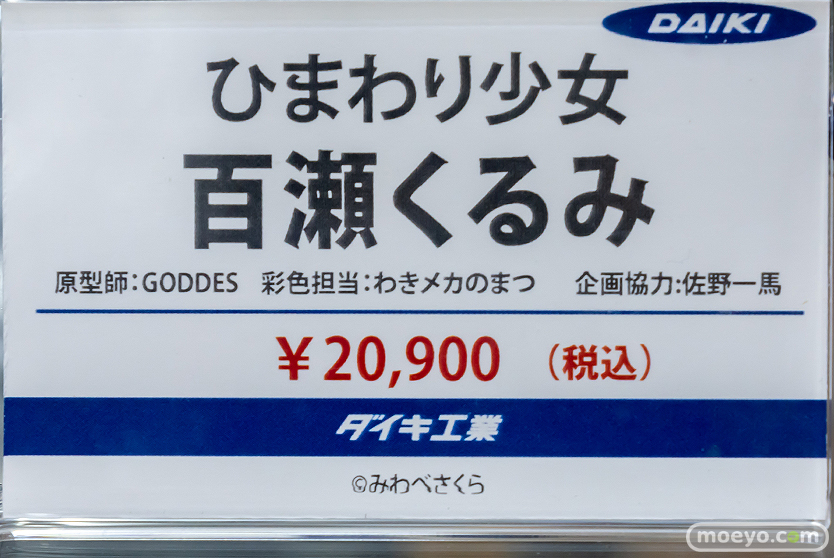 DAIKI
ひまわり少女
百瀬くるみ
原型師：GODDES 彩色担当：わきメカのまつ 企画協力：佐野一馬
￥20,900 （税込）
ダイキ工業
©みわべさくら
moeyo.com